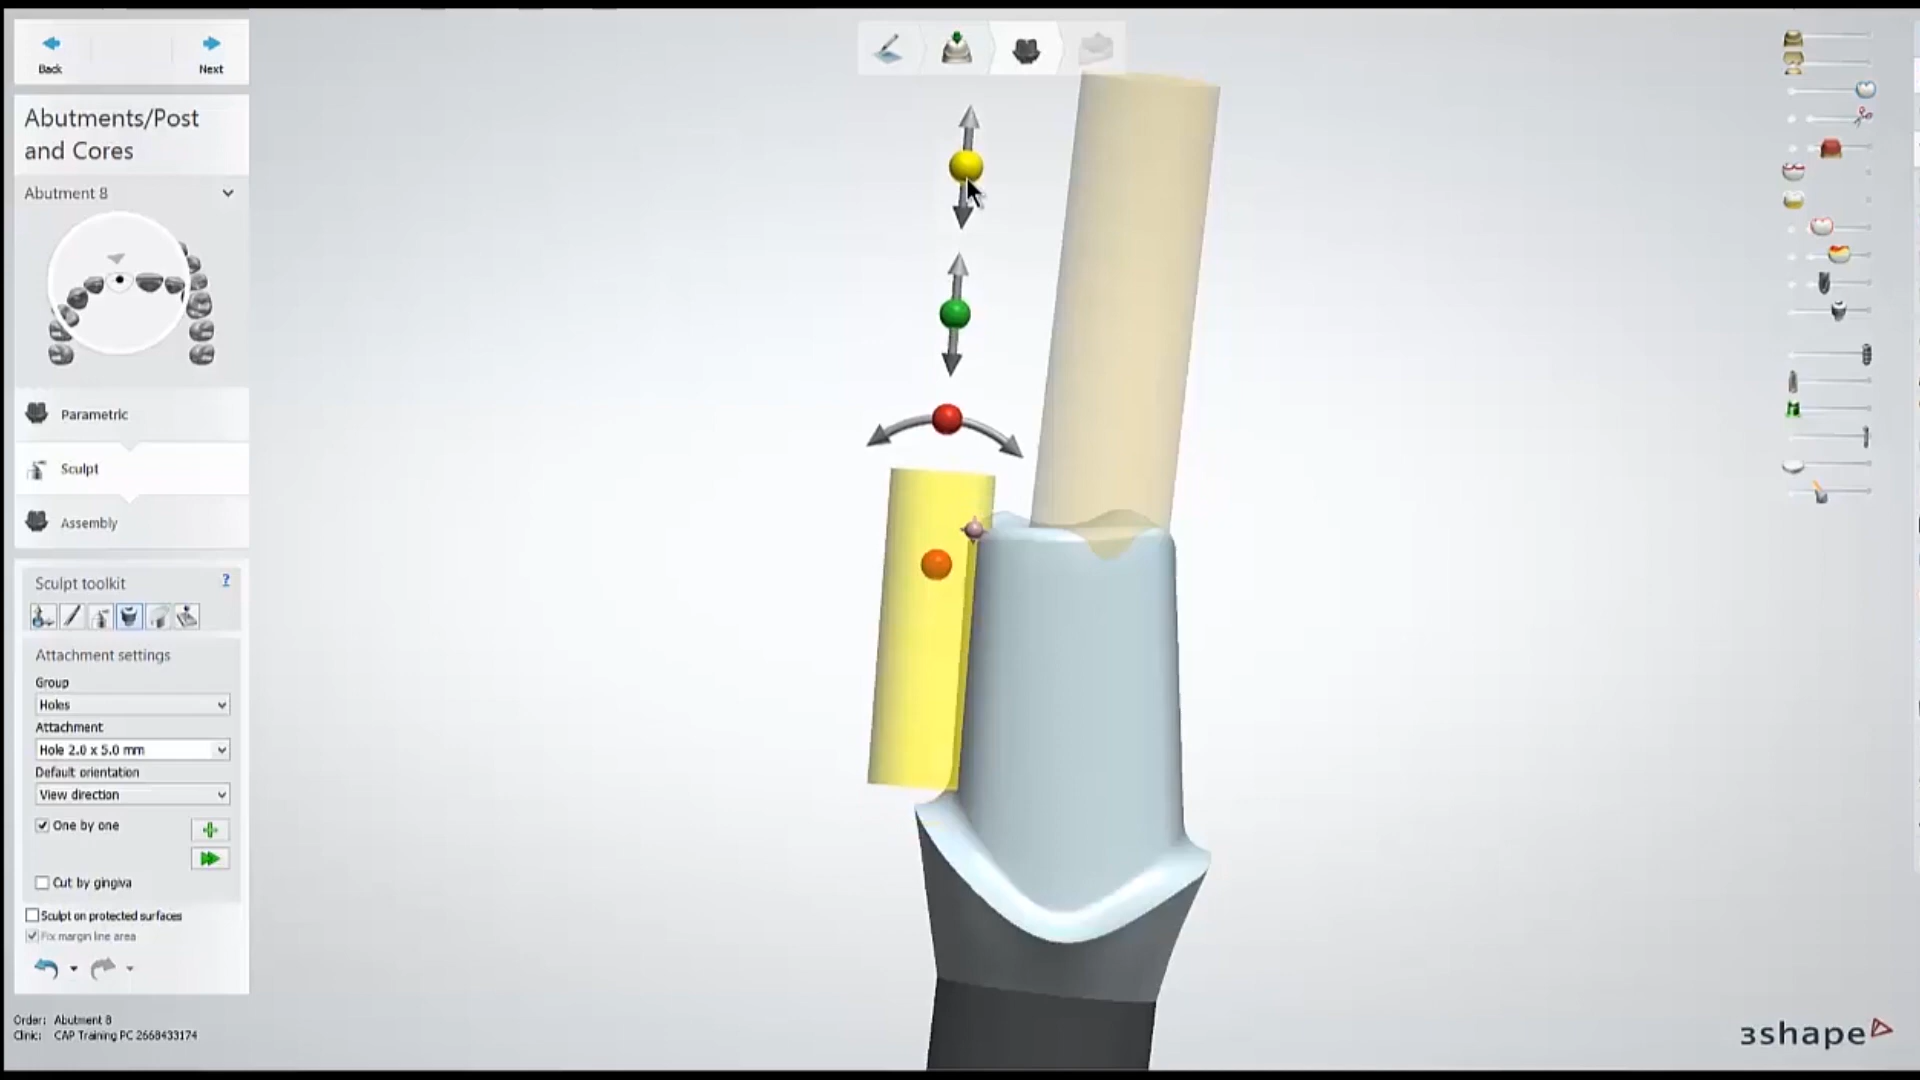 Back
Next
Abutments/Post
and Cores
Abutment 8
Parametric
Sculpt
Assembly
Sculpt toolkit
?
Attachment settings
Group
Holes
Attachment
Hole 2.0 x 5.0 mm
Default orientation
View direction
One by one
Cut by gingiva
Sculpt on protected surfaces
Fix margin line area
Order: Abutment 8
Clinic: CAP Training PC 2668433174
3shape